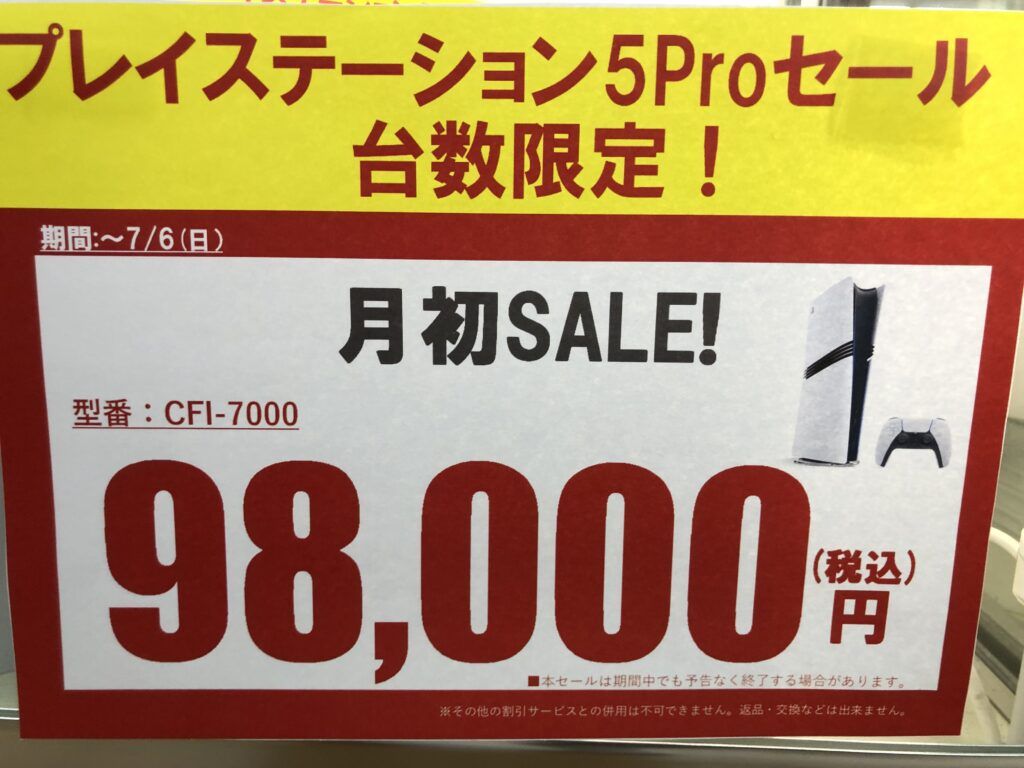 プレイステーション5Proセール
台数限定！
期間:～7/6(日)
月初SALE!
型番：CFI-7000
98,000
(税込)
円
■本セールは期間中でも予告なく終了する場合があります。
※その他の割引サービスとの併用は不可できません。返品・交換などは出来ません。